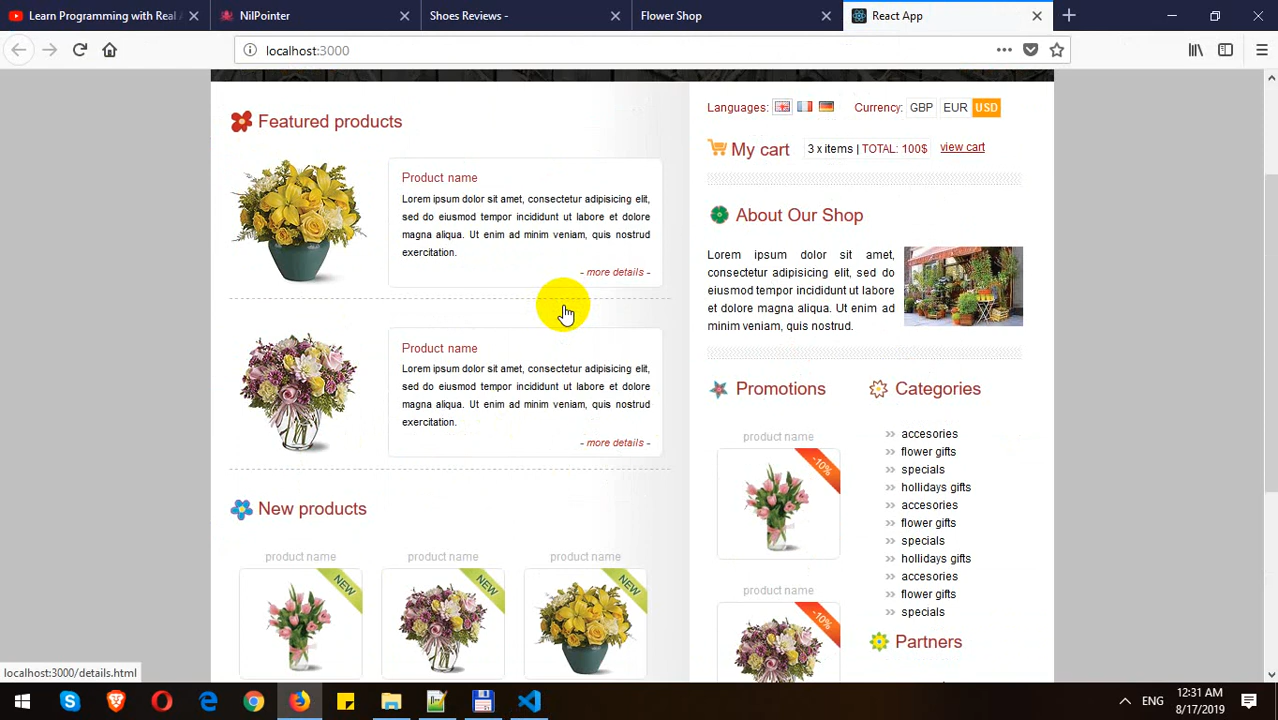 Learn Programming with Real
NilPointer
Shoes Reviews -
Flower Shop
React App
localhost:3000
Featured products
Product name
Lorem ipsum dolor sit amet, consectetur adipisicing elit,
sed do eiusmod tempor incididunt ut labore et dolore
magna aliqua. Ut enim ad minim veniam, quis nostrud
exercitation.
- more details -
Product name
Lorem ipsum dolor sit amet, consectetur adipisicing elit,
sed do eiusmod tempor incididunt ut labore et dolore
magna aliqua. Ut enim ad minim veniam, quis nostrud
exercitation.
- more details -
New products
product name
product name
product name
NEW
NEW
NEW
Languages:
Currency: GBP EUR USD
My cart
3 x items | TOTAL: 100$
view cart
About Our Shop
Lorem ipsum dolor sit amet,
consectetur adipisicing elit, sed do
eiusmod tempor incididunt ut labore
et dolore magna aliqua. Ut enim ad
minim veniam, quis nostrud.
Promotions
product name
-10%
product name
-10%
Categories
accesories
flower gifts
specials
hollidays gifts
accesories
flower gifts
specials
hollidays gifts
accesories
flower gifts
specials
Partners
localhost:3000/details.html
ENG
12:31 AM
8/17/2019